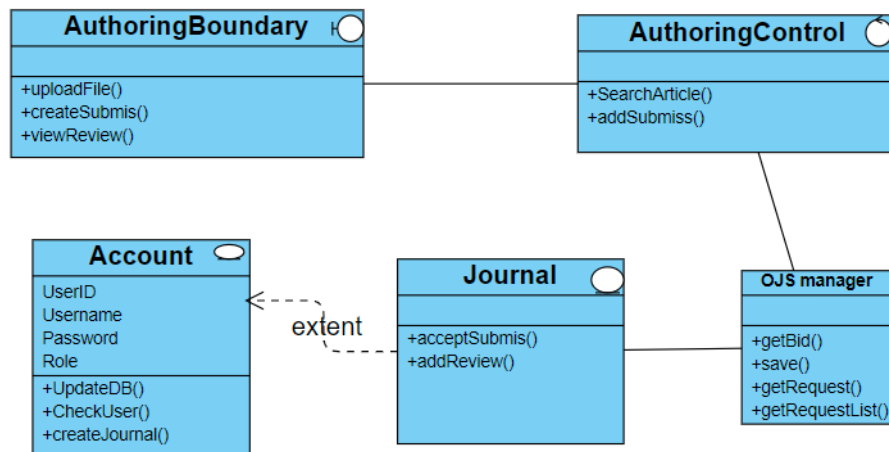 AuthoringBoundary
+uploadFile()
+createSubmis()
+viewReview()
AuthoringControl
+SearchArticle()
+addSubmiss()
Account
UserID
Username
Password
Role
+UpdateDB()
+CheckUser()
+createJournal()
extent
Journal
+acceptSubmis()
+addReview()
OJS manager
+getBid()
+save()
+getRequest()
+getRequestList()